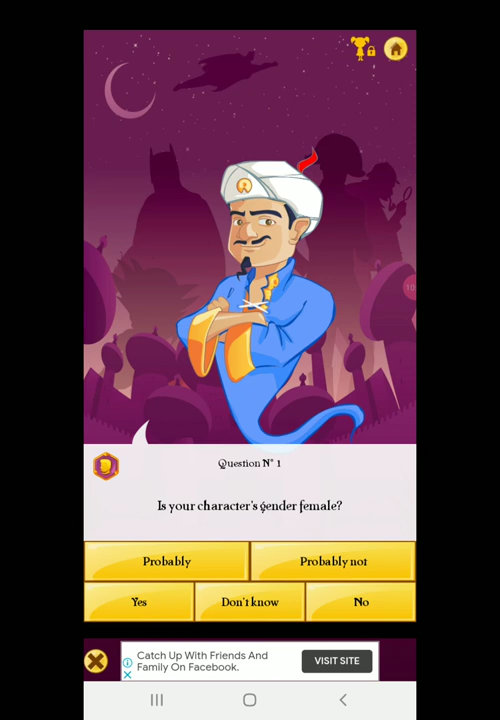 Question N° 1
Is your character's gender female?
Probably
Probably not
Yes
Don't know
No
Catch Up With Friends And
Family On Facebook.
VISIT SITE